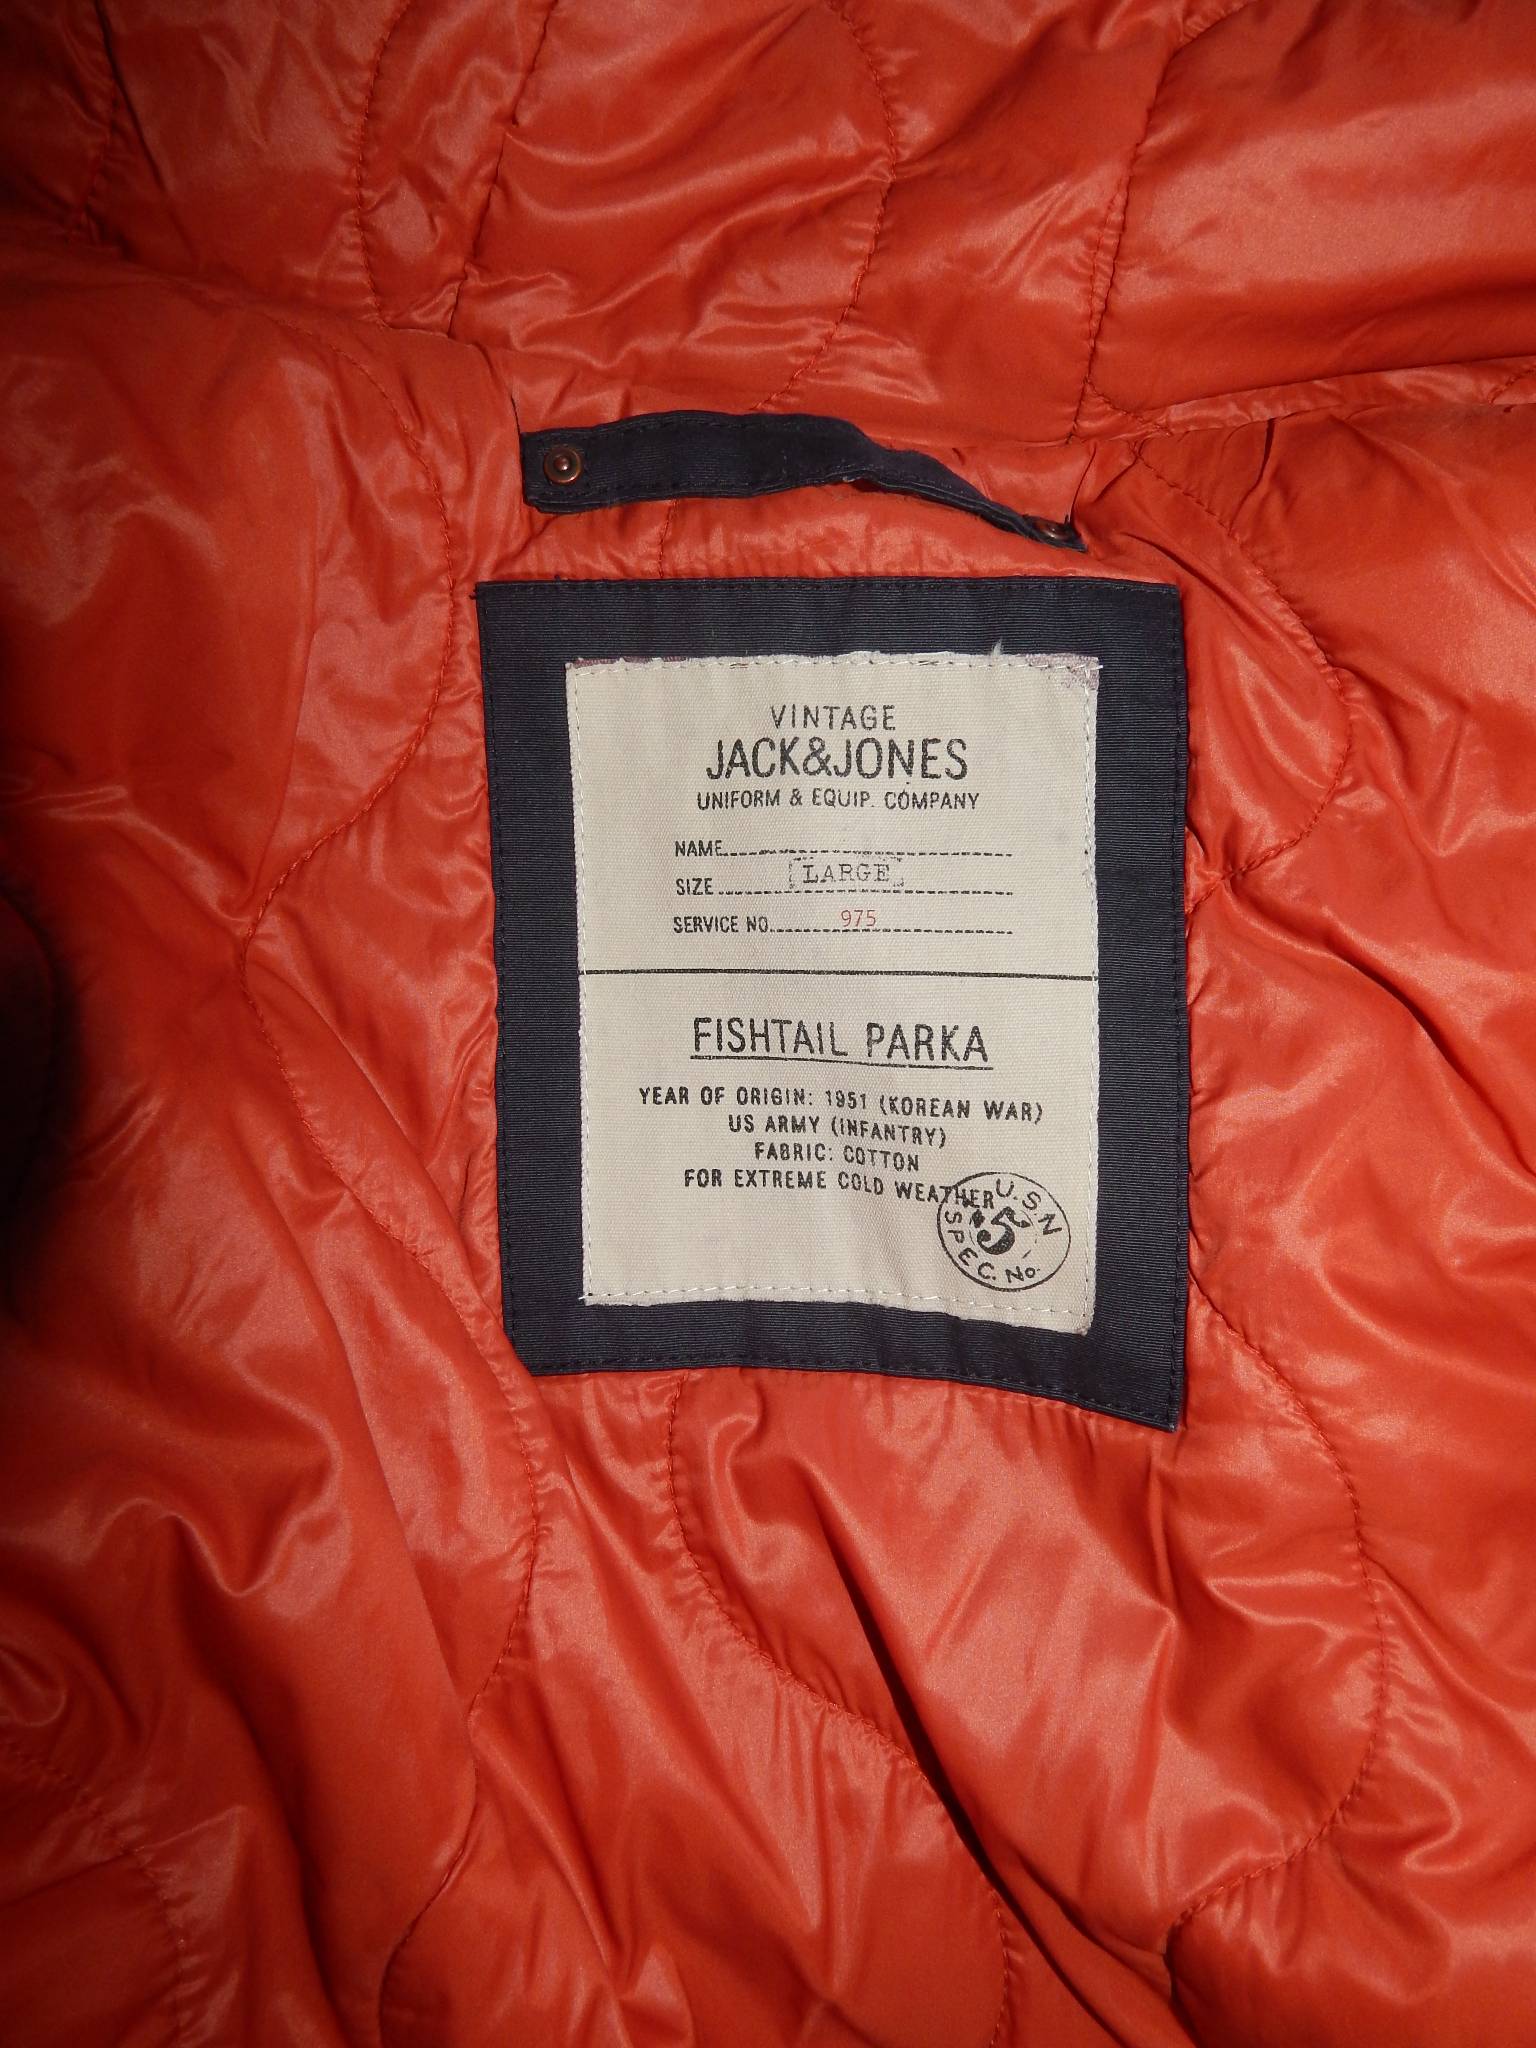 VINTAGE
JACK&JONES
UNIFORM & EQUIP. COMPANY
NAME
SIZE LARGE
SERVICE NO. 975
FISHTAIL PARKA
YEAR OF ORIGIN: 1951 (KOREAN WAR)
US ARMY (INFANTRY)
FABRIC: COTTON
FOR EXTREME COLD WEATHER
U.S N
5
SPEC. No.